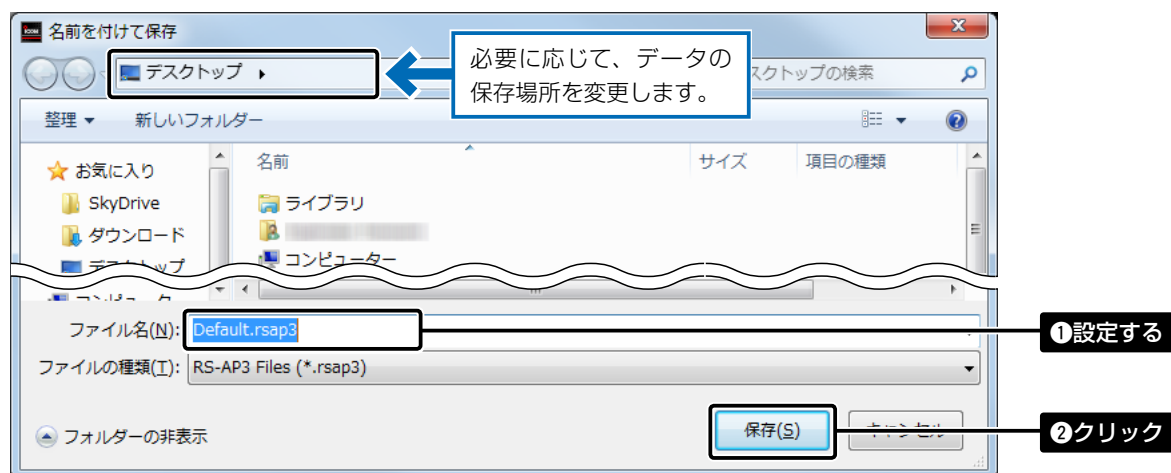 名前を付けて保存
デスクトップ
必要に応じて、データの
保存場所を変更します。
トップの検索
整理 新しいフォルダー
お気に入り
SkyDrive
ダウンロード
名前 サイズ 項目の種類
ライブラリ
コンピューター
ファイル名(N): Default.rsap3
❶設定する
ファイルの種類(T): RS-AP3 Files (*.rsap3)
フォルダーの非表示
保存(S)
❷クリック